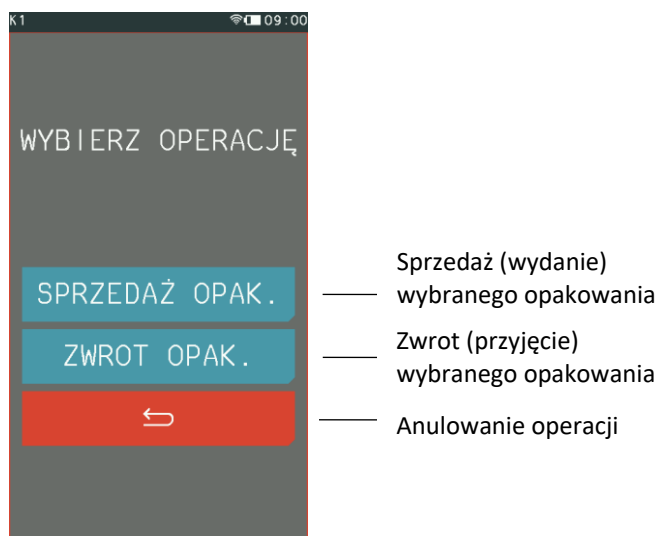 K1 09:00
WYBIERZ OPERACJĘ
SPRZEDAŻ OPAK.
Sprzedaż (wydanie)
wybranego opakowania
ZWROT OPAK.
Zwrot (przyjęcie)
wybranego opakowania
Anulowanie operacji